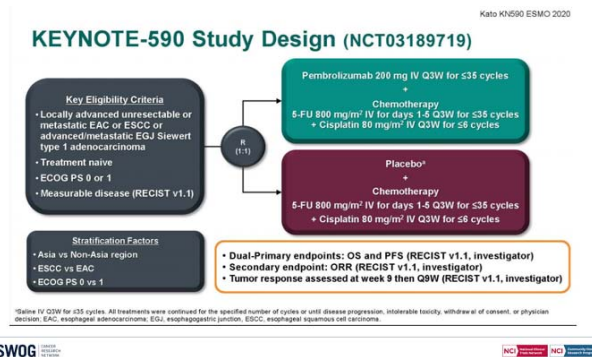 Kato KN590 ESMO 2020
KEYNOTE-590 Study Design (NCT03189719)
Key Eligibility Criteria
• Locally advanced unresectable or
metastatic EAC or ESCC or
advanced/metastatic EGJ Siewert
type 1 adenocarcinoma
• Treatment naive
• ECOG PS 0 or 1
• Measurable disease (RECIST v1.1)
R
(1:1)
Pembrolizumab 200 mg IV Q3W for ≤35 cycles
+
Chemotherapy
5-FU 800 mg/m² IV for days 1-5 Q3W for ≤35 cycles
+ Cisplatin 80 mg/m² IV Q3W for ≤6 cycles
Placeboᵃ
+
Chemotherapy
5-FU 800 mg/m² IV for days 1-5 Q3W for ≤35 cycles
+ Cisplatin 80 mg/m² IV Q3W for ≤6 cycles
Stratification Factors
• Asia vs Non-Asia region
• ESCC vs EAC
• ECOG PS 0 vs 1
• Dual-Primary endpoints: OS and PFS (RECIST v1.1, investigator)
• Secondary endpoint: ORR (RECIST v1.1, investigator)
• Tumor response assessed at week 9 then Q9W (RECIST v1.1, investigator)
ᵃSaline IV Q3W for ≤35 cycles. All treatments were continued for the specified number of cycles or until disease progression, intolerable toxicity, withdrawal of consent, or physician
decision; EAC, esophageal adenocarcinoma; EGJ, esophagogastric junction, ESCC, esophageal squamous cell carcinoma.
SWOG
CANCER
RESEARCH
NETWORK
NCI
NCI